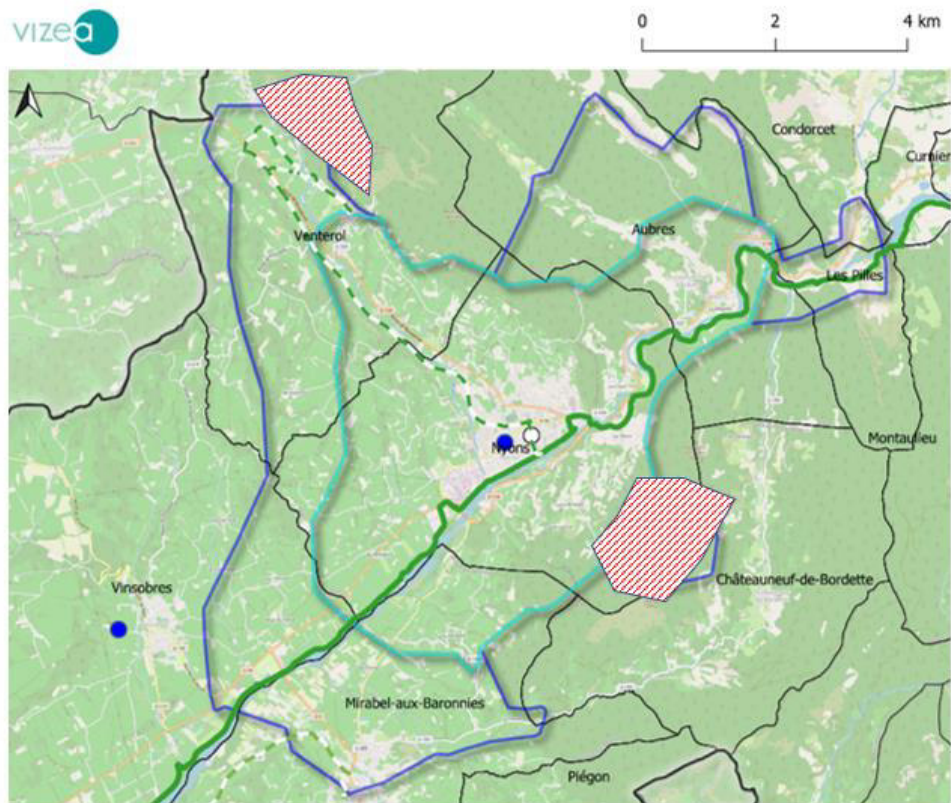 vizea
0 2 4 km
Condorcet
Curnier
Venterol
Aubres
Les Pilles
Nyons
Montaulieu
Châteauneuf-de-Bordette
Vinsobres
Mirabel-aux-Baronnies
Piégon